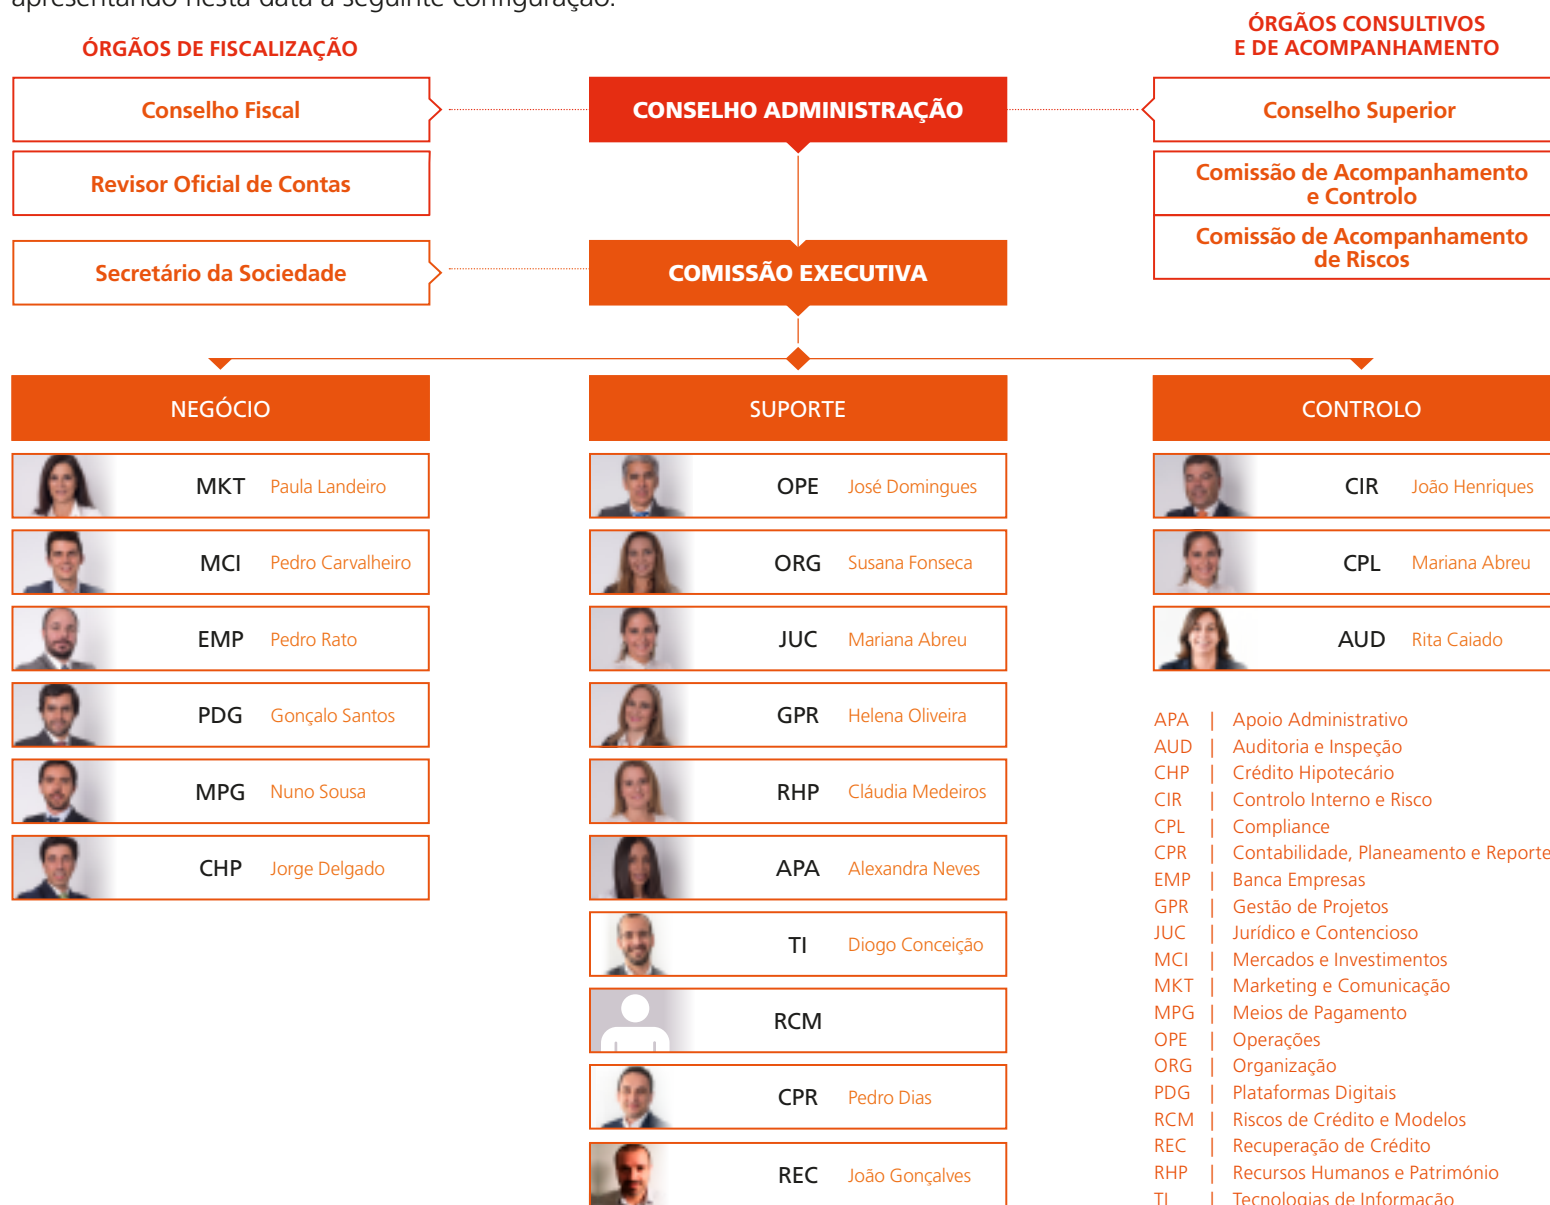 apresentando nesta data a seguinte configuração:
ÓRGÃOS DE FISCALIZAÇÃO
ÓRGÃOS CONSULTIVOS
E DE ACOMPANHAMENTO
Conselho Fiscal
CONSELHO ADMINISTRAÇÃO
Conselho Superior
Revisor Oficial de Contas
Comissão de Acompanhamento
e Controlo
Comissão de Acompanhamento
de Riscos
Secretário da Sociedade
COMISSÃO EXECUTIVA
NEGÓCIO
MKT Paula Landeiro
MCI Pedro Carvalheiro
EMP Pedro Rato
PDG Gonçalo Santos
MPG Nuno Sousa
CHP Jorge Delgado
SUPORTE
OPE José Domingues
ORG Susana Fonseca
JUC Mariana Abreu
GPR Helena Oliveira
RHP Cláudia Medeiros
APA Alexandra Neves
TI Diogo Conceição
RCM
CPR Pedro Dias
REC João Gonçalves
CONTROLO
CIR João Henriques
CPL Mariana Abreu
AUD Rita Caiado
APA | Apoio Administrativo
AUD | Auditoria e Inspeção
CHP | Crédito Hipotecário
CIR | Controlo Interno e Risco
CPL | Compliance
CPR | Contabilidade, Planeamento e Reporte
EMP | Banca Empresas
GPR | Gestão de Projetos
JUC | Jurídico e Contencioso
MCI | Mercados e Investimentos
MKT | Marketing e Comunicação
MPG | Meios de Pagamento
OPE | Operações
ORG | Organização
PDG | Plataformas Digitais
RCM | Riscos de Crédito e Modelos
REC | Recuperação de Crédito
RHP | Recursos Humanos e Património
TI | Tecnologias de Informação